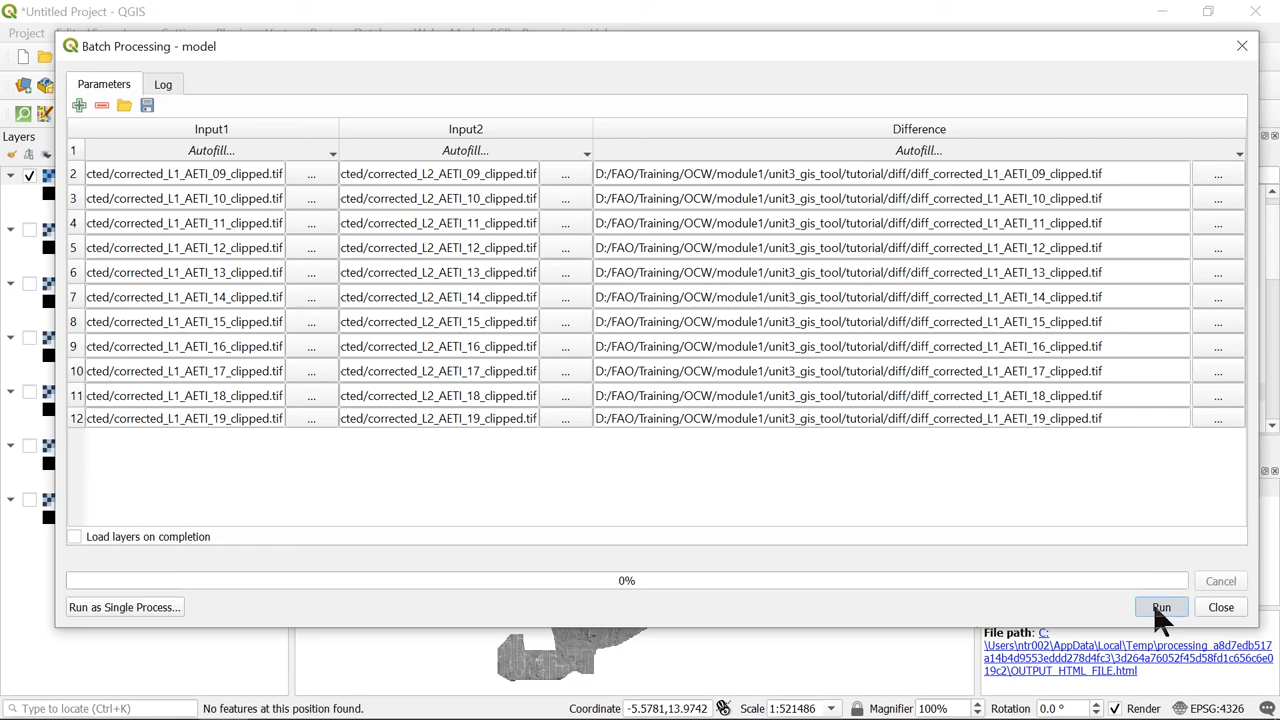 *Untitled Project - QGIS
Project
Batch Processing - model
Parameters
Log
Layers
Input1 Input2 Difference
1 Autofill... Autofill... Autofill...
2 cted/corrected_L1_AETI_09_clipped.tif ... cted/corrected_L2_AETI_09_clipped.tif ... D:/FAO/Training/OCW/module1/unit3_gis_tool/tutorial/diff/diff_corrected_L1_AETI_09_clipped.tif ...
3 cted/corrected_L1_AETI_10_clipped.tif ... cted/corrected_L2_AETI_10_clipped.tif ... D:/FAO/Training/OCW/module1/unit3_gis_tool/tutorial/diff/diff_corrected_L1_AETI_10_clipped.tif ...
4 cted/corrected_L1_AETI_11_clipped.tif ... cted/corrected_L2_AETI_11_clipped.tif ... D:/FAO/Training/OCW/module1/unit3_gis_tool/tutorial/diff/diff_corrected_L1_AETI_11_clipped.tif ...
5 cted/corrected_L1_AETI_12_clipped.tif ... cted/corrected_L2_AETI_12_clipped.tif ... D:/FAO/Training/OCW/module1/unit3_gis_tool/tutorial/diff/diff_corrected_L1_AETI_12_clipped.tif ...
6 cted/corrected_L1_AETI_13_clipped.tif ... cted/corrected_L2_AETI_13_clipped.tif ... D:/FAO/Training/OCW/module1/unit3_gis_tool/tutorial/diff/diff_corrected_L1_AETI_13_clipped.tif ...
7 cted/corrected_L1_AETI_14_clipped.tif ... cted/corrected_L2_AETI_14_clipped.tif ... D:/FAO/Training/OCW/module1/unit3_gis_tool/tutorial/diff/diff_corrected_L1_AETI_14_clipped.tif ...
8 cted/corrected_L1_AETI_15_clipped.tif ... cted/corrected_L2_AETI_15_clipped.tif ... D:/FAO/Training/OCW/module1/unit3_gis_tool/tutorial/diff/diff_corrected_L1_AETI_15_clipped.tif ...
9 cted/corrected_L1_AETI_16_clipped.tif ... cted/corrected_L2_AETI_16_clipped.tif ... D:/FAO/Training/OCW/module1/unit3_gis_tool/tutorial/diff/diff_corrected_L1_AETI_16_clipped.tif ...
10 cted/corrected_L1_AETI_17_clipped.tif ... cted/corrected_L2_AETI_17_clipped.tif ... D:/FAO/Training/OCW/module1/unit3_gis_tool/tutorial/diff/diff_corrected_L1_AETI_17_clipped.tif ...
11 cted/corrected_L1_AETI_18_clipped.tif ... cted/corrected_L2_AETI_18_clipped.tif ... D:/FAO/Training/OCW/module1/unit3_gis_tool/tutorial/diff/diff_corrected_L1_AETI_18_clipped.tif ...
12 cted/corrected_L1_AETI_19_clipped.tif ... cted/corrected_L2_AETI_19_clipped.tif ... D:/FAO/Training/OCW/module1/unit3_gis_tool/tutorial/diff/diff_corrected_L1_AETI_19_clipped.tif ...
Load layers on completion
0%
Cancel
Run as Single Process...
Run
Close
File path: C:
\Users\ntr002\AppData\Local\Temp\processing_a8d7edb517
a14b4d9553eddd278d4fc3\3d264a76052f45d58fd1c656c6e0
19c2\OUTPUT_HTML_FILE.html
Type to locate (Ctrl+K) No features at this position found. Coordinate -5.5781,13.9742 Scale 1:521486 Magnifier 100% Rotation 0.0 ° Render EPSG:4326